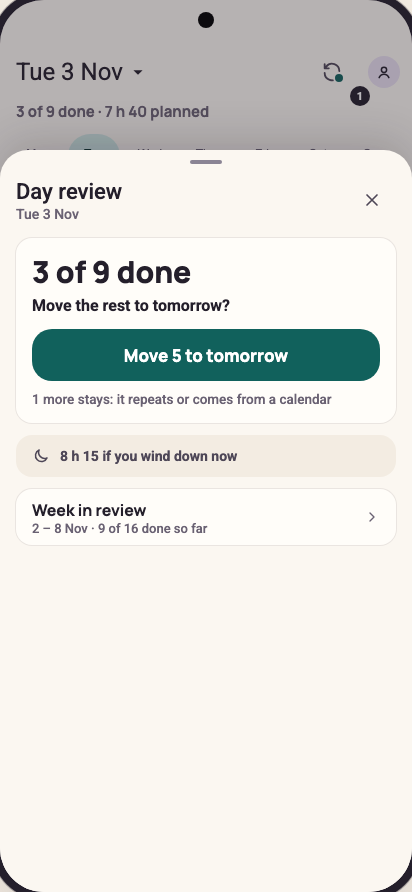 Tue 3 Nov
3 of 9 done · 7 h 40 planned
1
Day review
Tue 3 Nov
3 of 9 done
Move the rest to tomorrow?
Move 5 to tomorrow
1 more stays: it repeats or comes from a calendar
8 h 15 if you wind down now
Week in review
2 – 8 Nov · 9 of 16 done so far